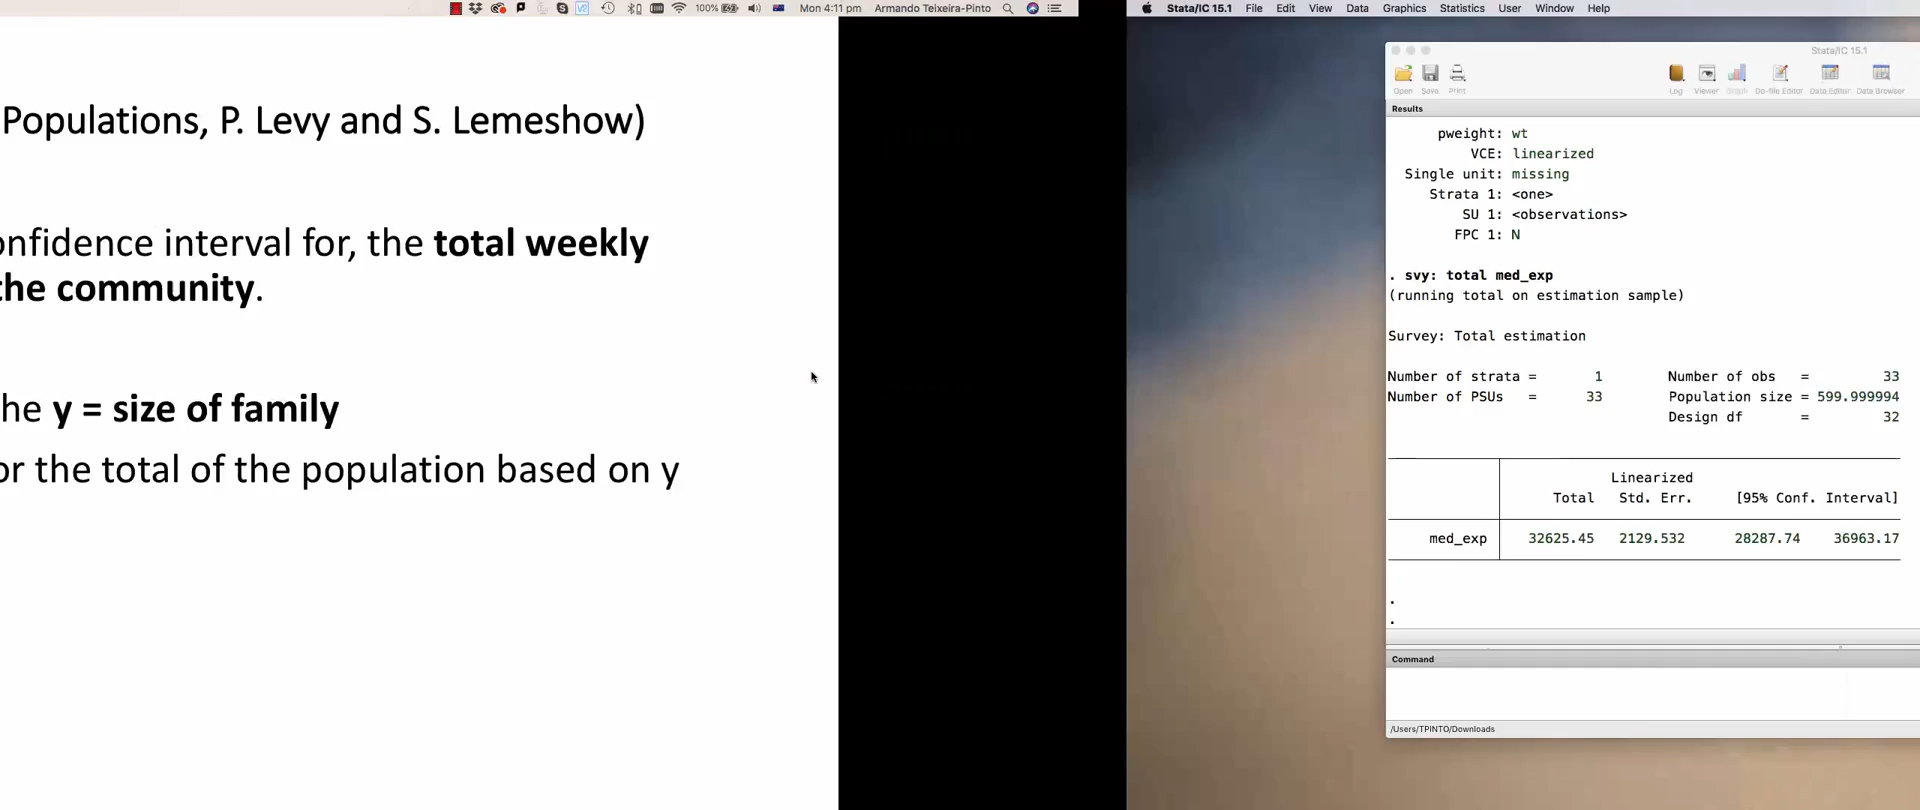 100%
Mon 4:11 pm
Armando Teixeira-Pinto
Populations, P. Levy and S. Lemeshow)
onfidence interval for, the total weekly
the community.
he y = size of family
or the total of the population based on y
Stata/IC 15.1 File Edit View Data Graphics Statistics User Window Help
Stata/IC 15.1
Open Save Print Log Viewer Graph Do-file Editor Data Editor Data Browser
Results
pweight: wt
VCE: linearized
Single unit: missing
Strata 1: <one>
SU 1: <observations>
FPC 1: N
. svy: total med_exp
(running total on estimation sample)
Survey: Total estimation
Number of strata = 1 Number of obs = 33
Number of PSUs = 33 Population size = 599.999994
Design df = 32
Linearized
Total Std. Err. [95% Conf. Interval]
med_exp 32625.45 2129.532 28287.74 36963.17
.
.
Command
/Users/TPINTO/Downloads